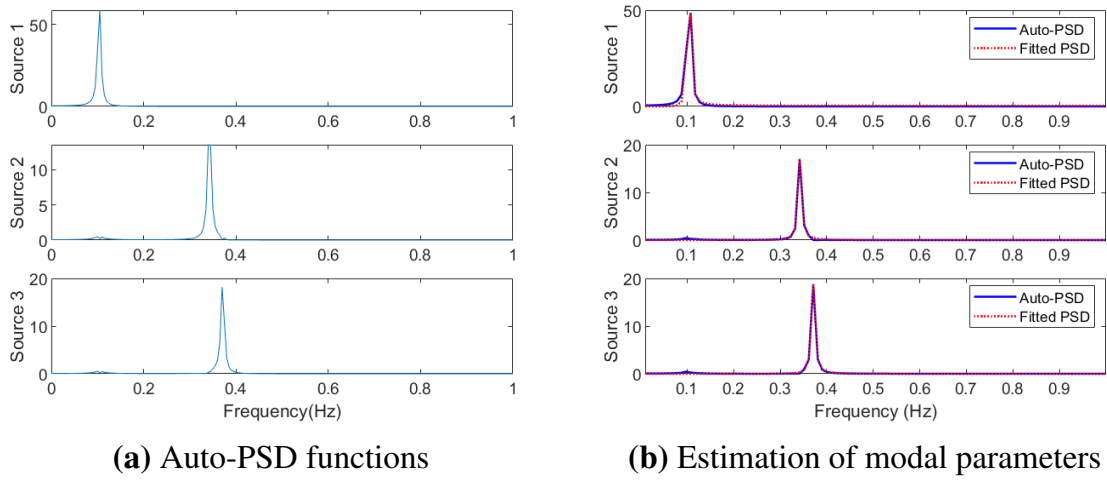 Source 1
50
0
0 0.2 0.4 0.6 0.8 1
Source 2
10
5
0
0 0.2 0.4 0.6 0.8 1
Source 3
20
10
0
0 0.2 0.4 0.6 0.8 1
Frequency(Hz)
(a) Auto-PSD functions
Source 1
50
0
Auto-PSD
Fitted PSD
0.1 0.2 0.3 0.4 0.5 0.6 0.7 0.8 0.9
Source 2
20
10
0
Auto-PSD
Fitted PSD
0.1 0.2 0.3 0.4 0.5 0.6 0.7 0.8 0.9
Source 3
20
10
0
Auto-PSD
Fitted PSD
0.1 0.2 0.3 0.4 0.5 0.6 0.7 0.8 0.9
Frequency (Hz)
(b) Estimation of modal parameters